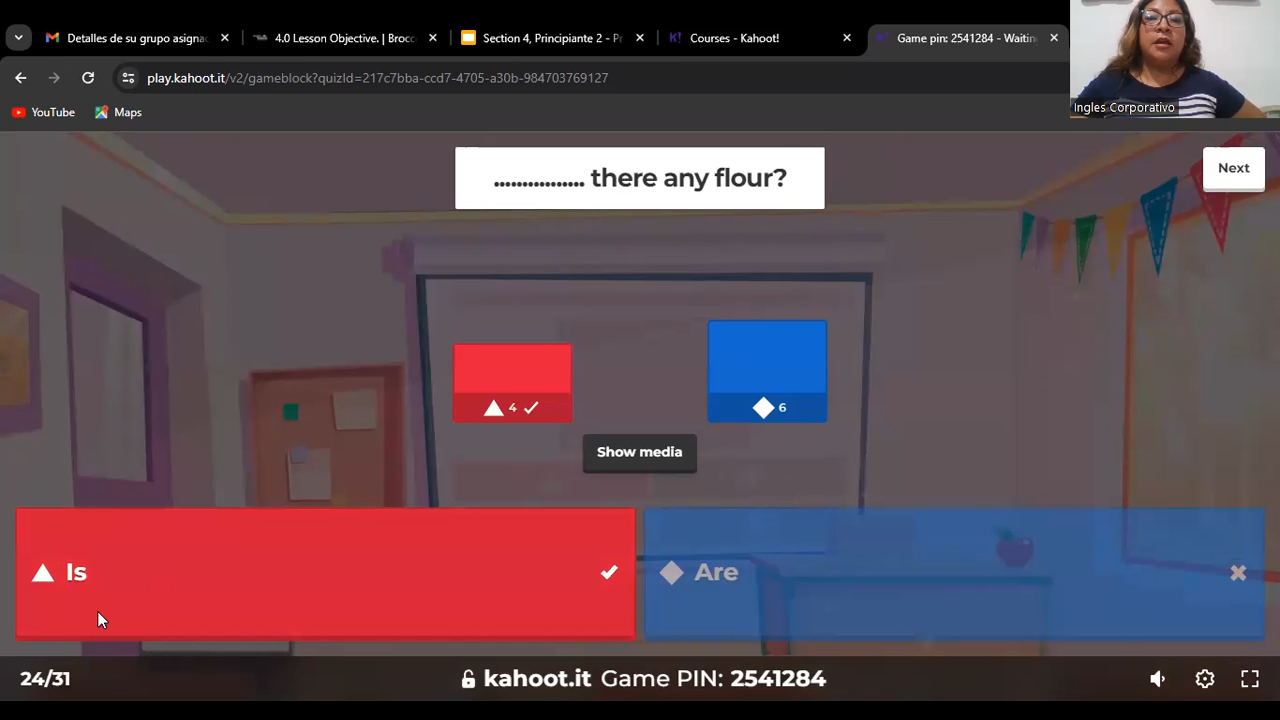 Detalles de su grupo asigna
4.0 Lesson Objective. | Broco
Section 4, Principiante 2 - Pr
Courses - Kahoot!
Game pin: 2541284 - Waitin
play.kahoot.it/v2/gameblock?quizId=217c7bba-ccd7-4705-a30b-984703769127
YouTube
Maps
Ingles Corporativo
................ there any flour?
Next
4
6
Show media
Is
Are
24/31
kahoot.it Game PIN: 2541284